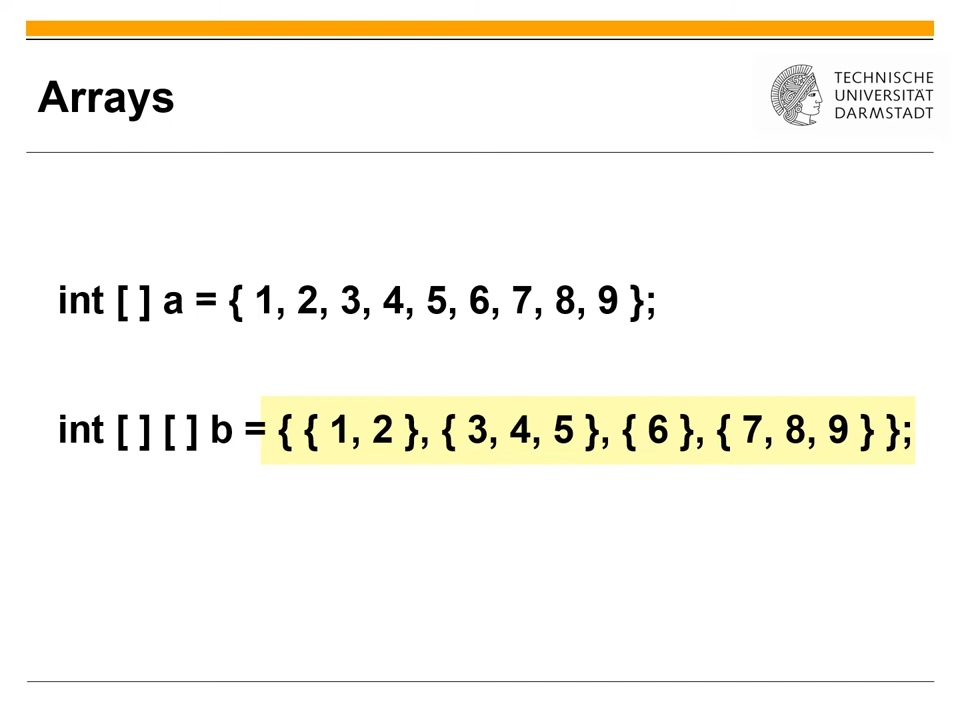 Arrays
TECHNISCHE
UNIVERSITÄT
DARMSTADT
int [ ] a = { 1, 2, 3, 4, 5, 6, 7, 8, 9 };
int [ ] [ ] b = { { 1, 2 }, { 3, 4, 5 }, { 6 }, { 7, 8, 9 } };